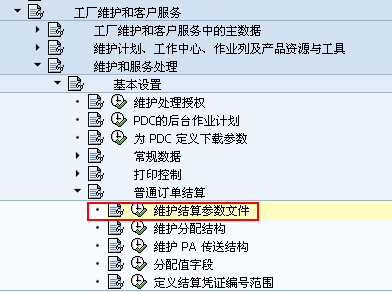 工厂维护和客户服务
工厂维护和客户服务中的主数据
维护计划、工作中心、作业列及产品资源与工具
维护和服务处理
基本设置
维护处理授权
PDC的后台作业计划
为 PDC 定义下载参数
常规数据
打印控制
普通订单结算
维护结算参数文件
维护分配结构
维护 PA 传送结构
分配值字段
定义结算凭证编号范围